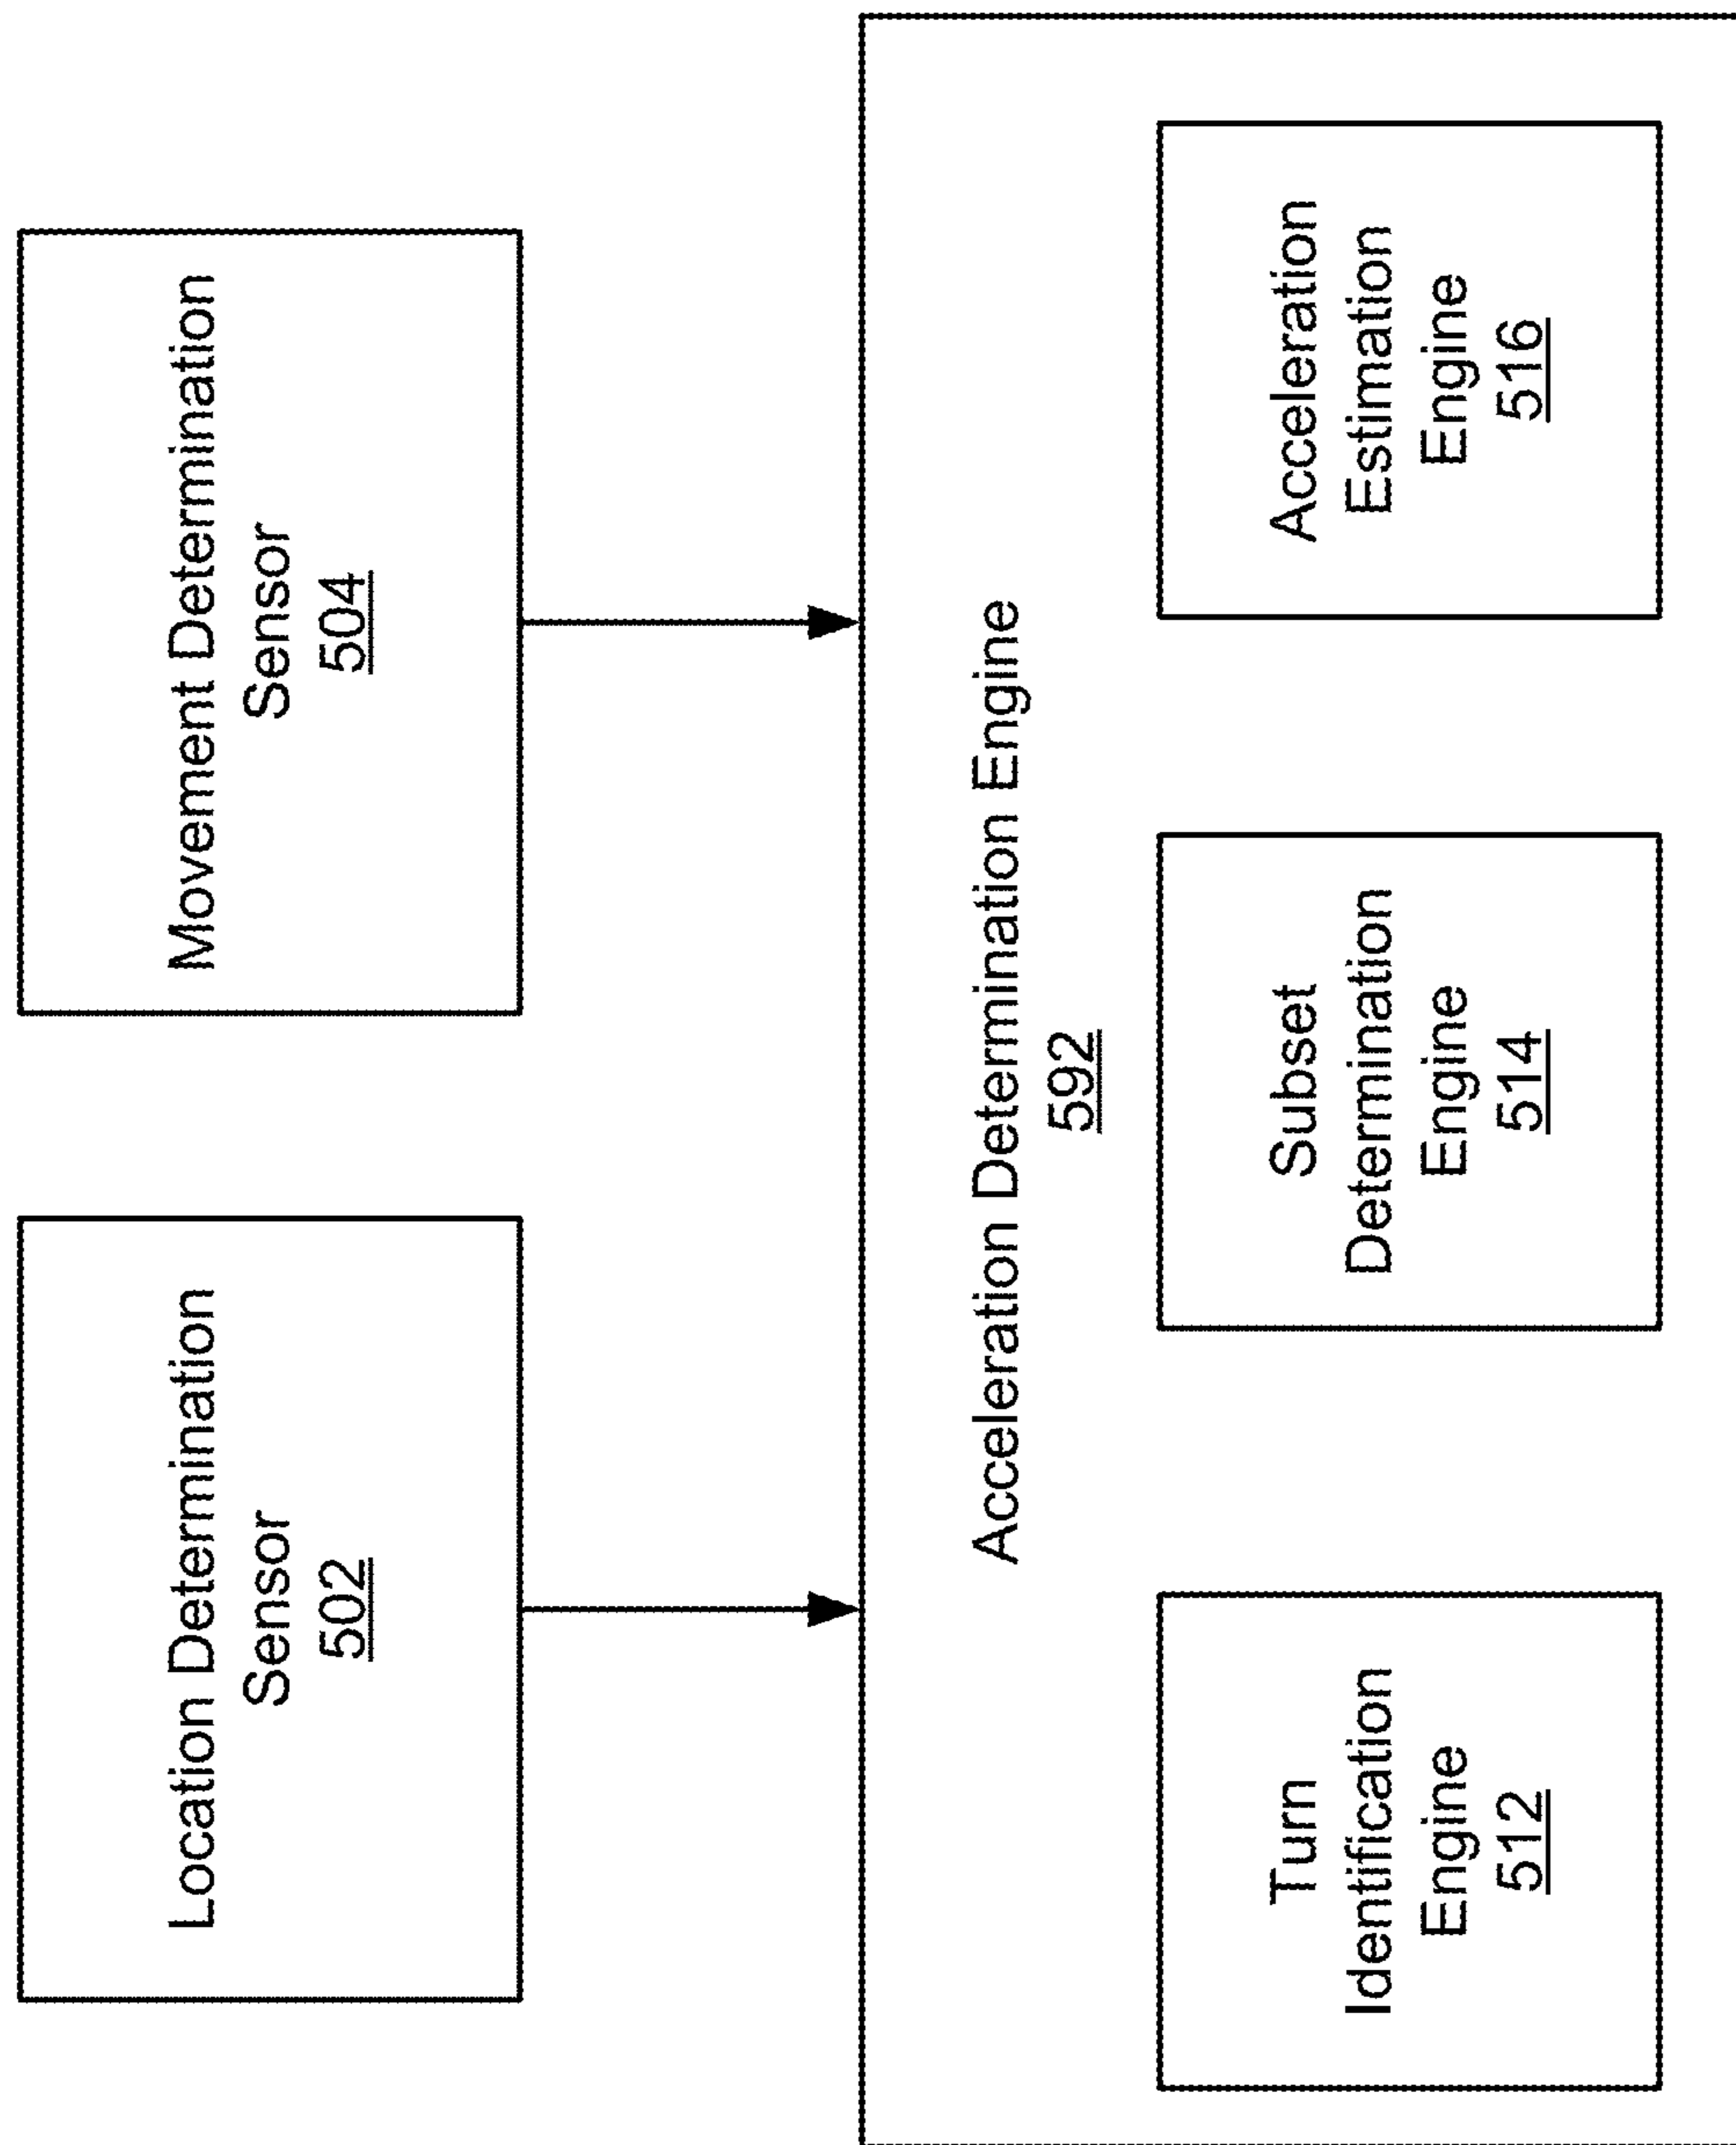 Location Determination
Sensor
502
Movement Determination
Sensor
504
Acceleration Determination Engine
592
Turn
Identification
Engine
512
Subset
Determination
Engine
514
Acceleration
Estimation
Engine
516